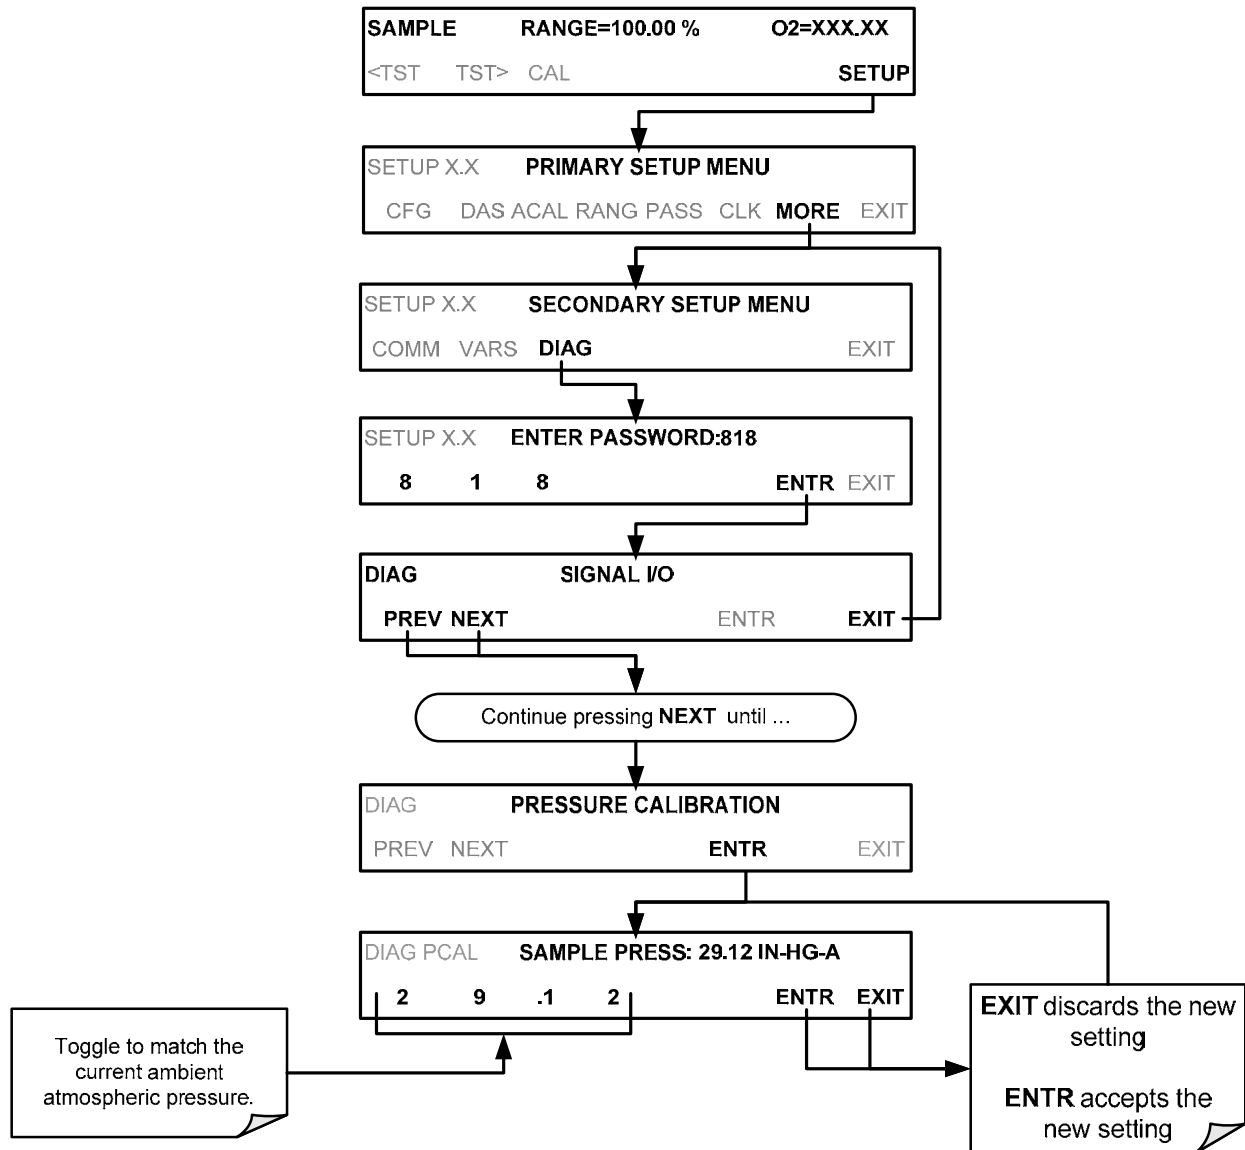 SAMPLE RANGE=100.00 % O2=XXX.XX
<TST TST> CAL SETUP
SETUP X.X PRIMARY SETUP MENU
CFG DAS ACAL RANG PASS CLK MORE EXIT
SETUP X.X SECONDARY SETUP MENU
COMM VARS DIAG EXIT
SETUP X.X ENTER PASSWORD:818
8 1 8 ENTR EXIT
DIAG SIGNAL I/O
PREV NEXT ENTR EXIT
Continue pressing NEXT until ...
DIAG PRESSURE CALIBRATION
PREV NEXT ENTR EXIT
DIAG PCAL SAMPLE PRESS: 29.12 IN-HG-A
2 9 .1 2 ENTR EXIT
Toggle to match the
current ambient
atmospheric pressure.
EXIT discards the new
setting
ENTR accepts the
new setting